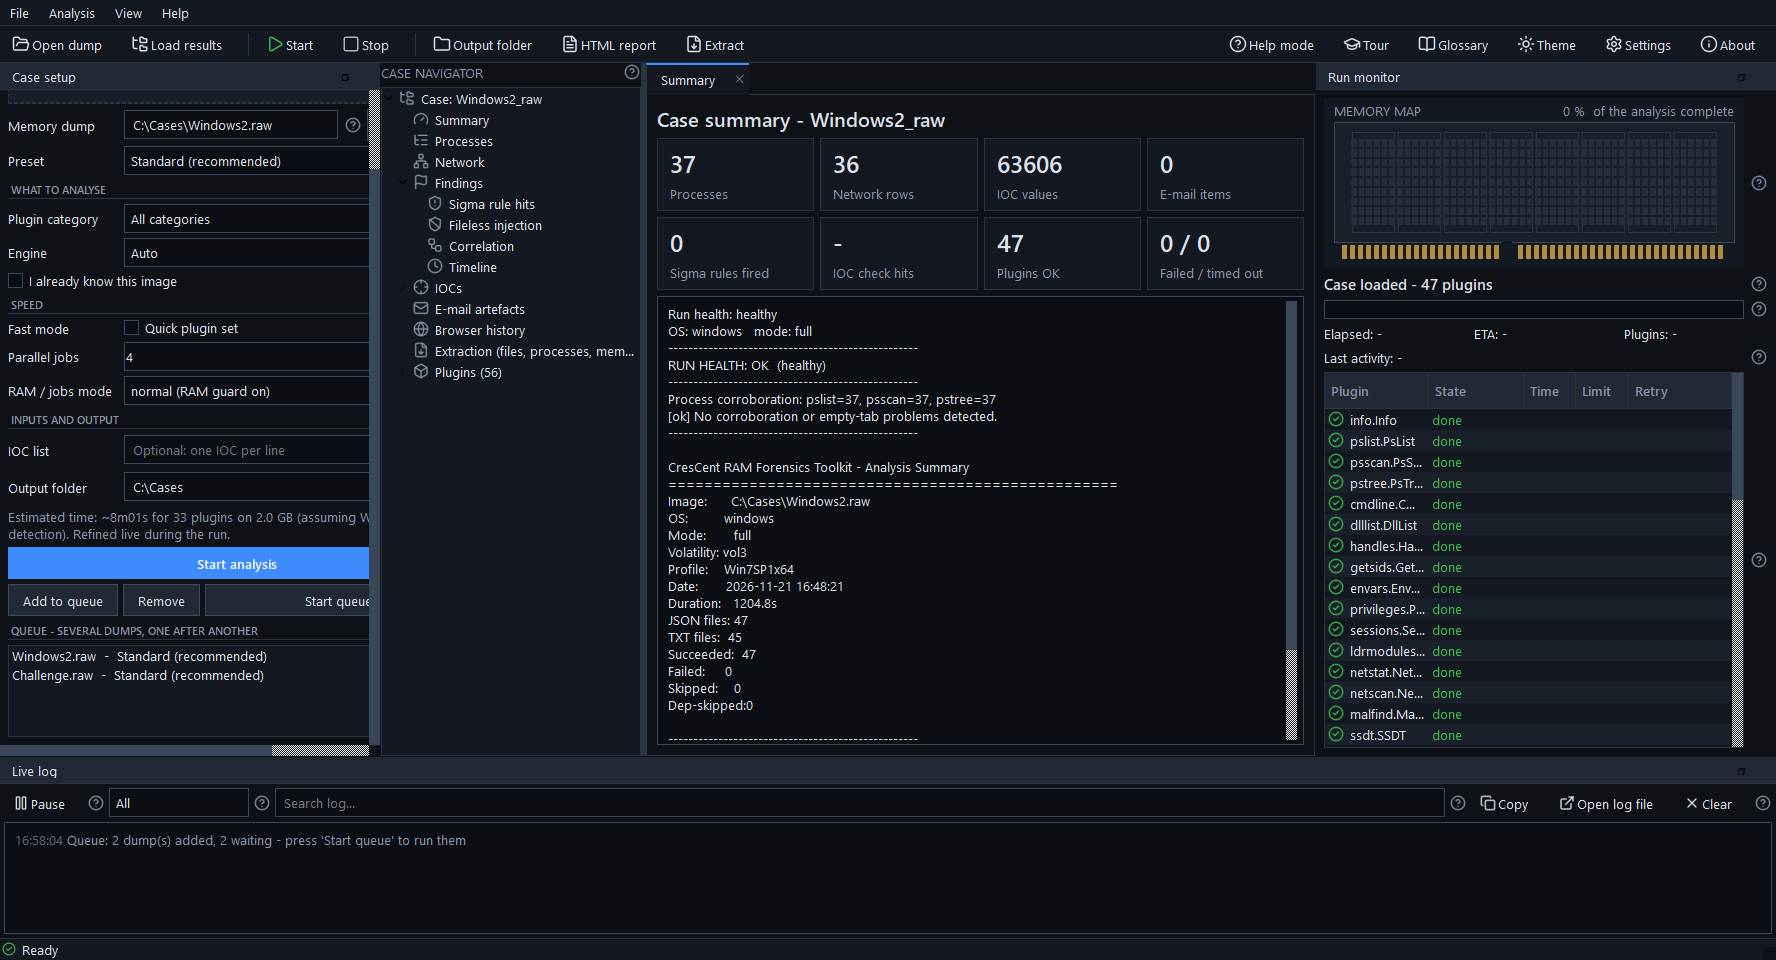 File Analysis View Help
Open dump Load results Start Stop Output folder HTML report Extract Help mode Tour Glossary Theme Settings About
Case setup
Memory dump C:\Cases\Windows2.raw
Preset Standard (recommended)
WHAT TO ANALYSE
Plugin category All categories
Engine Auto
I already know this image
SPEED
Fast mode Quick plugin set
Parallel jobs 4
RAM / jobs mode normal (RAM guard on)
INPUTS AND OUTPUT
IOC list Optional: one IOC per line
Output folder C:\Cases
Estimated time: ~8m01s for 33 plugins on 2.0 GB (assuming W
detection). Refined live during the run.
Start analysis
Add to queue Remove Start queue
QUEUE - SEVERAL DUMPS, ONE AFTER ANOTHER
Windows2.raw - Standard (recommended)
Challenge.raw - Standard (recommended)
CASE NAVIGATOR
Case: Windows2_raw
Summary
Processes
Network
Findings
Sigma rule hits
Fileless injection
Correlation
Timeline
IOCs
E-mail artefacts
Browser history
Extraction (files, processes, mem...
Plugins (56)
Summary
Case summary - Windows2_raw
37 36 63606 0
Processes Network rows IOC values E-mail items
0 - 47 0 / 0
Sigma rules fired IOC check hits Plugins OK Failed / timed out
Run health: healthy
OS: windows mode: full
--------------------------------------------------
RUN HEALTH: OK (healthy)
--------------------------------------------------
Process corroboration: pslist=37, psscan=37, pstree=37
[ok] No corroboration or empty-tab problems detected.
--------------------------------------------------
CresCent RAM Forensics Toolkit - Analysis Summary
==================================================
Image: C:\Cases\Windows2.raw
OS: windows
Mode: full
Volatility: vol3
Profile: Win7SP1x64
Date: 2026-11-21 16:48:21
Duration: 1204.8s
JSON files: 47
TXT files: 45
Succeeded: 47
Failed: 0
Skipped: 0
Dep-skipped:0
--------------------------------------------------
Run monitor
MEMORY MAP 0 % of the analysis complete
Case loaded - 47 plugins
Elapsed: - ETA: - Plugins: -
Last activity: -
Plugin State Time Limit Retry
info.Info done
pslist.PsList done
psscan.PsS... done
pstree.PsTr... done
cmdline.C... done
dlllist.DllList done
handles.Ha... done
getsids.Get... done
envars.Env... done
privileges.P... done
sessions.Se... done
ldrmodules... done
netstat.Net... done
netscan.Ne... done
malfind.Ma... done
ssdt.SSDT done
Live log
Pause All Search log... Copy Open log file Clear
16:58:04 Queue: 2 dump(s) added, 2 waiting - press 'Start queue' to run them
Ready